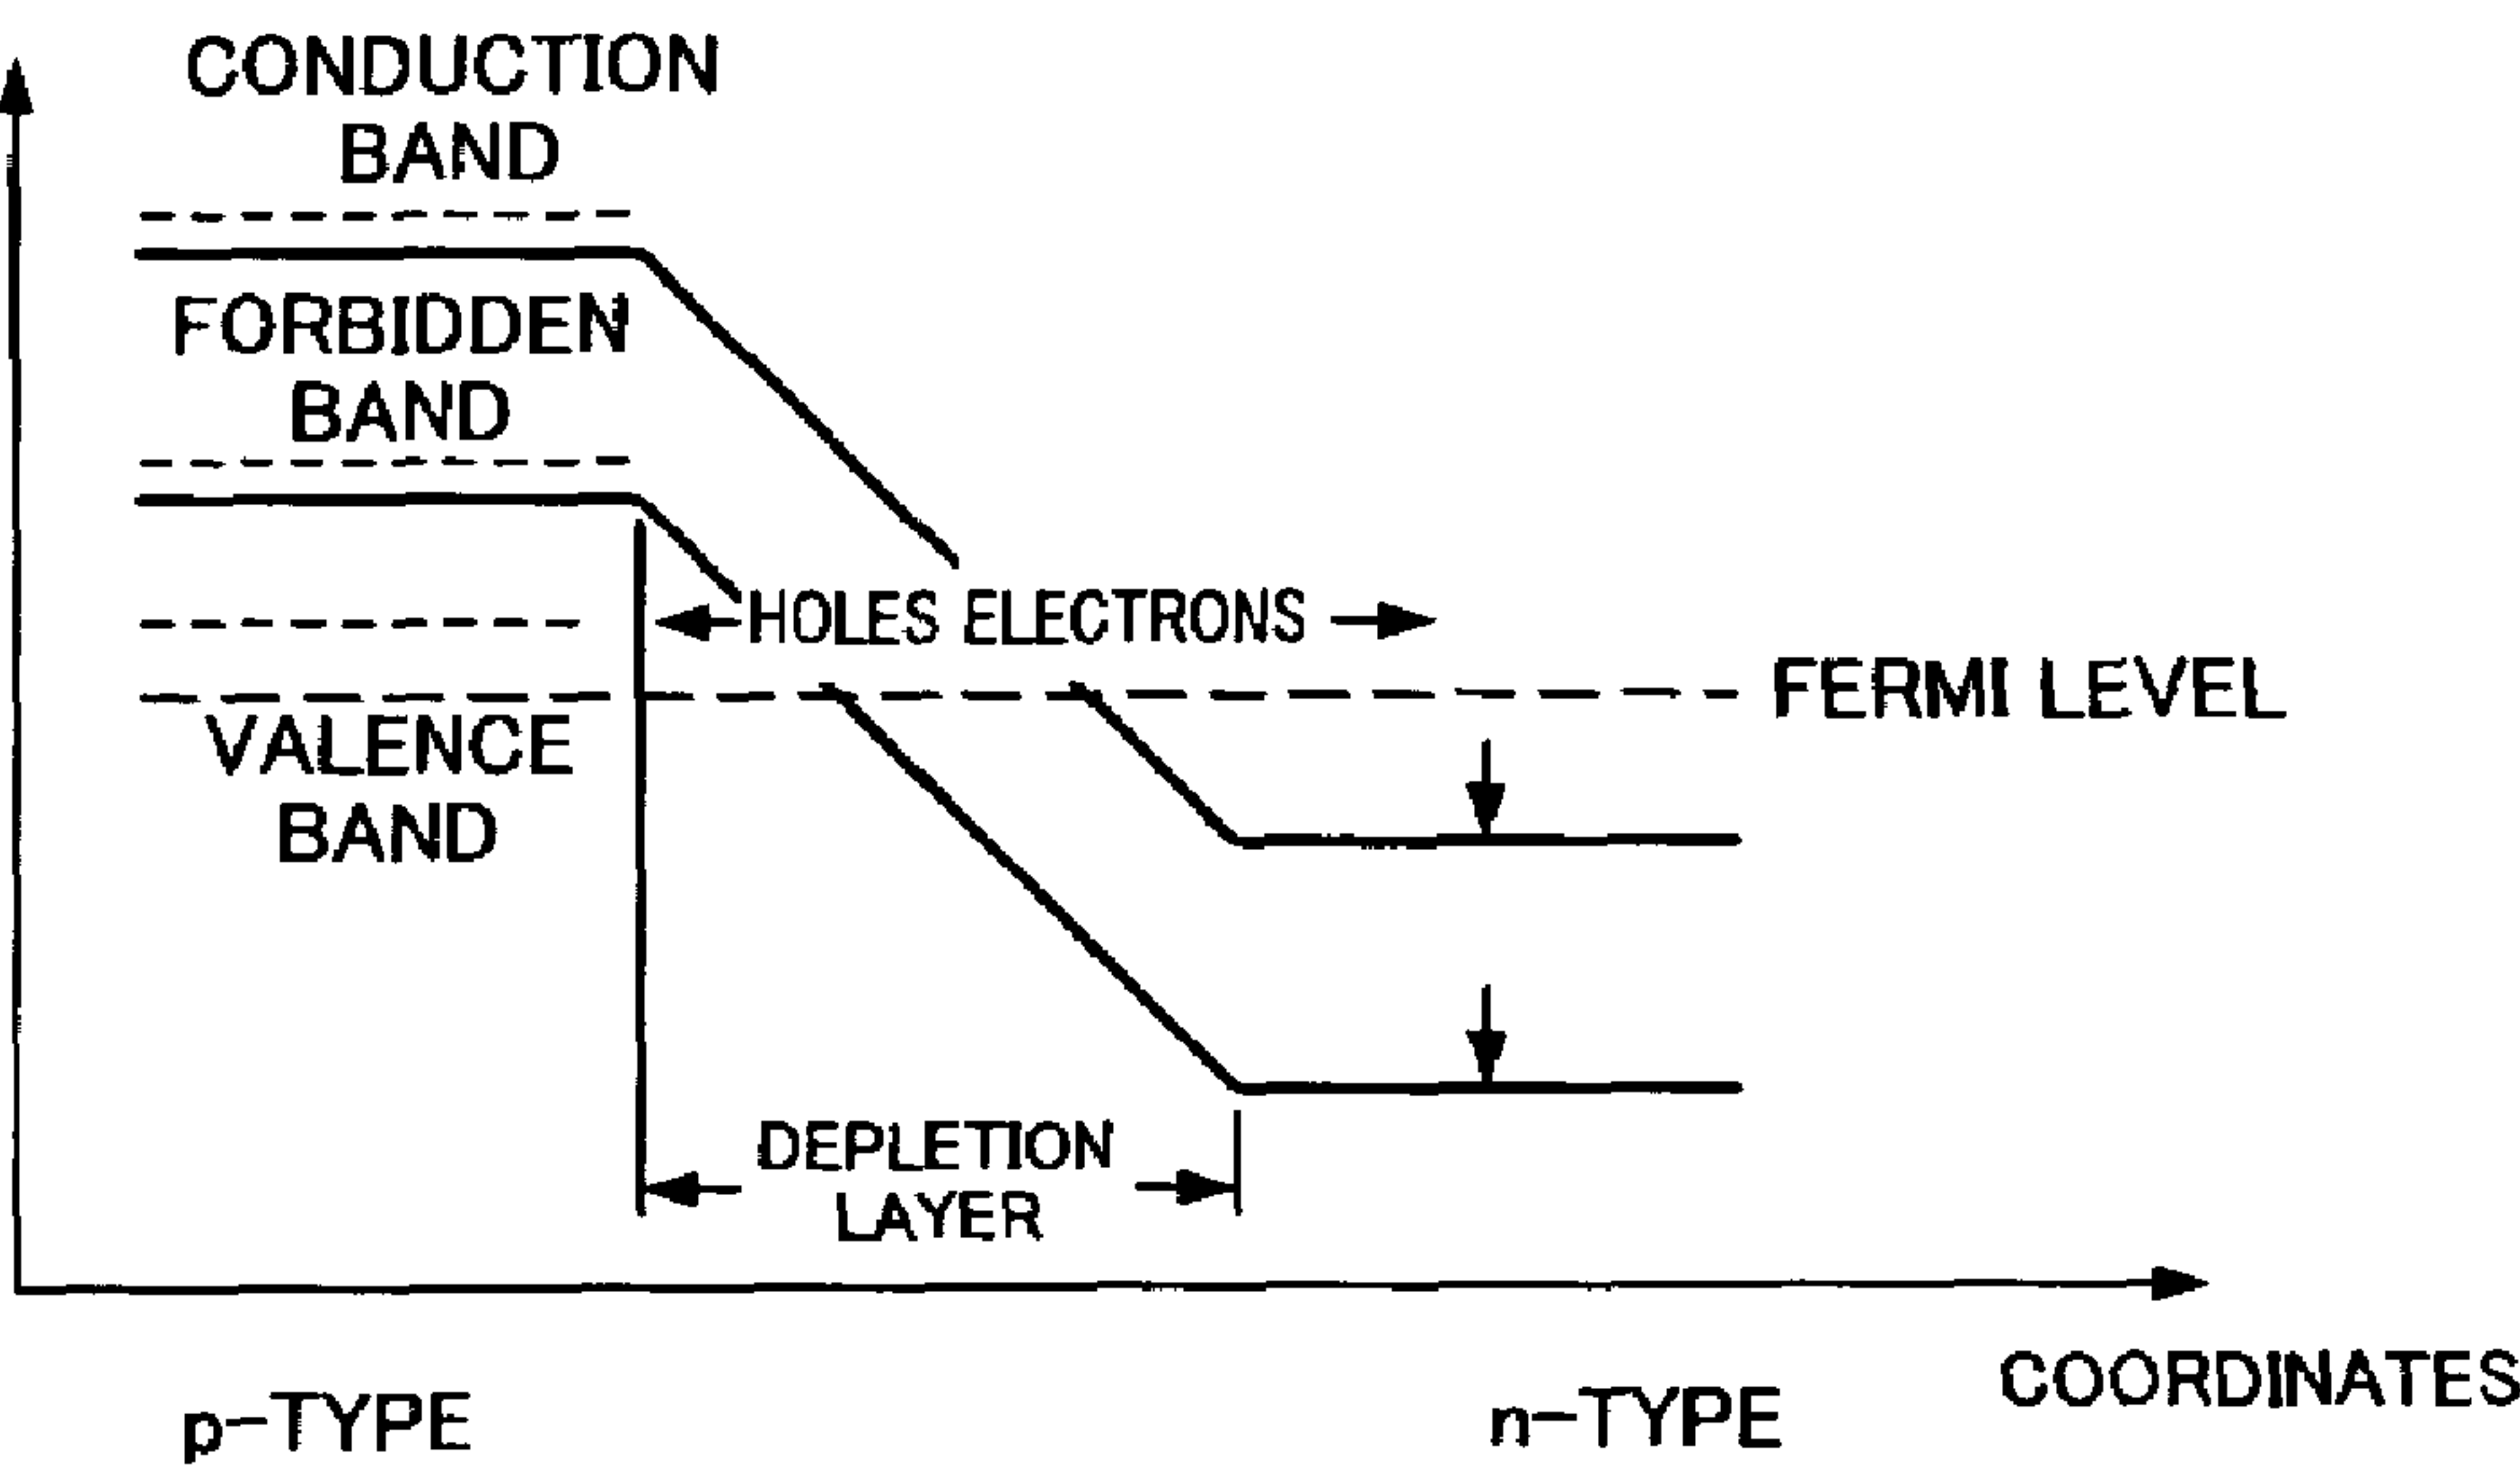 CONDUCTION
BAND
FORBIDDEN
BAND
HOLES ELECTRONS
FERMI LEVEL
VALENCE
BAND
DEPLETION
LAYER
COORDINATES
p-TYPE
n-TYPE